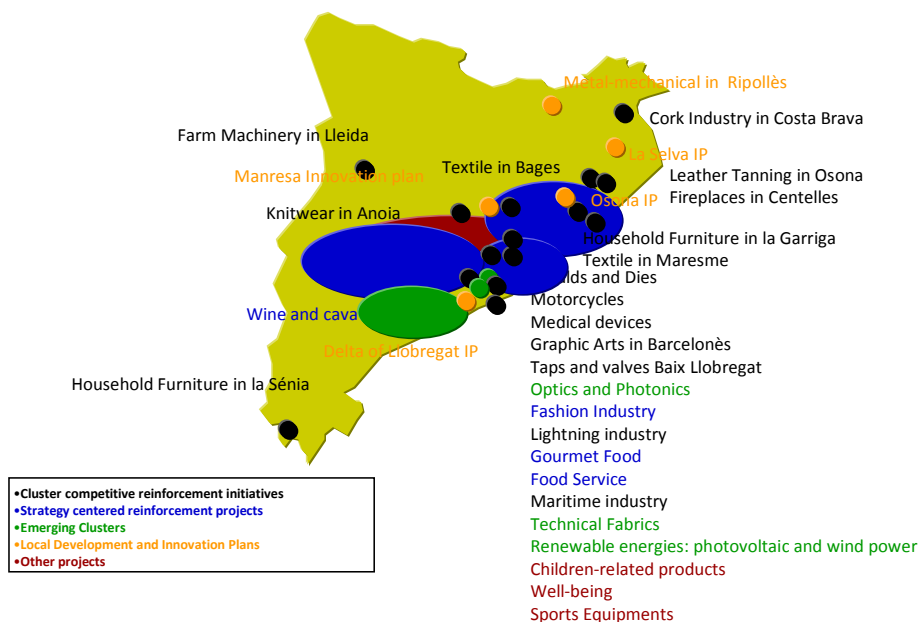 Metal-mechanical in Ripollès
Cork Industry in Costa Brava
Farm Machinery in Lleida
La Selva IP
Textile in Bages
Manresa Innovation plan
Leather Tanning in Osona
Osona IP
Fireplaces in Centelles
Knitwear in Anoia
Household Furniture in la Garriga
Textile in Maresme
and Dies
Motorcycles
Wine and cava
Medical devices
Graphic Arts in Barcelonès
Delta of Llobregat IP
Taps and valves Baix Llobregat
Household Furniture in la Sénia
Optics and Photonics
Fashion Industry
Lightning industry
Gourmet Food
Food Service
Maritime industry
Technical Fabrics
Renewable energies: photovoltaic and wind power
Children-related products
Well-being
Sports Equipments
•Cluster competitive reinforcement initiatives
•Strategy centered reinforcement projects
•Emerging Clusters
•Local Development and Innovation Plans
•Other projects